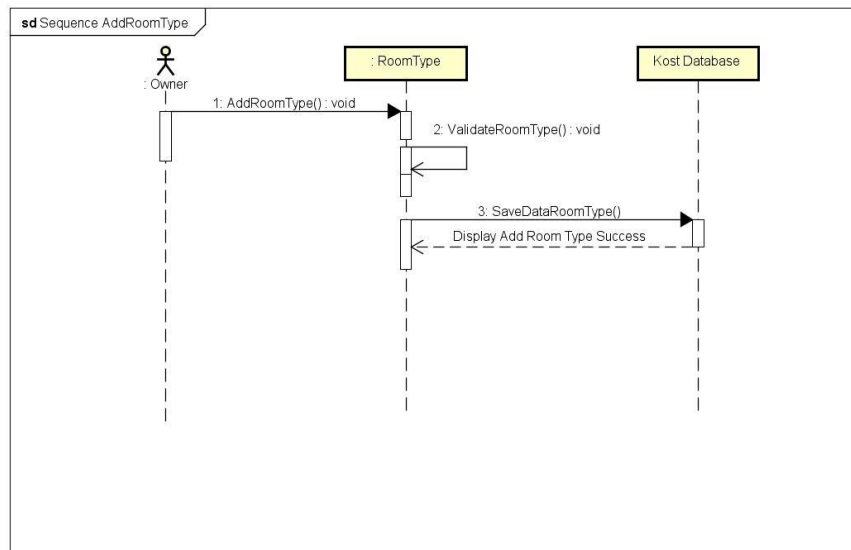 sd Sequence AddRoomType
: Owner
: RoomType
Kost Database
1: AddRoomType() : void
2: ValidateRoomType() : void
3: SaveDataRoomType()
Display Add Room Type Success